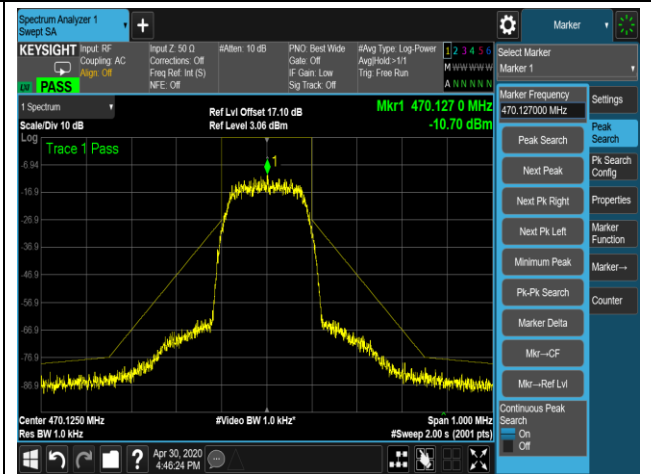 Spectrum Analyzer 1
Swept SA
Marker
KEYSIGHT
Input: RF
Coupling: AC
Align: Off
Input Z: 50 Ω
Corrections: Off
Freq Ref: Int (S)
NFE: Off
#Atten: 10 dB
PNO: Best Wide
Gate: Off
IF Gain: Low
Sig Track: Off
#Avg Type: Log-Power
Avg|Hold >1/1
Trig: Free Run
1 2 3 4 5 6
M W W W W W
A N N N N N
PASS
Select Marker
Marker 1
1 Spectrum
Scale/Div 10 dB
Log
Ref Lvl Offset 17.10 dB
Ref Level 3.06 dBm
Mkr1 470.127 0 MHz
-10.70 dBm
Trace 1 Pass
1
-6.94
-16.9
-26.9
-36.9
-46.9
-56.9
-66.9
-76.9
-86.9
Center 470.1250 MHz
Res BW 1.0 kHz
#Video BW 1.0 kHz*
Span 1.000 MHz
#Sweep 2.00 s (2001 pts)
Marker Frequency
470.127000 MHz
Peak Search
Next Peak
Next Pk Right
Next Pk Left
Minimum Peak
Pk-Pk Search
Marker Delta
Mkr→CF
Mkr→Ref Lvl
Continuous Peak
Search
On
Off
Settings
Peak
Search
Pk Search
Config
Properties
Marker
Function
Marker→
Counter
Apr 30, 2020
4:46:24 PM